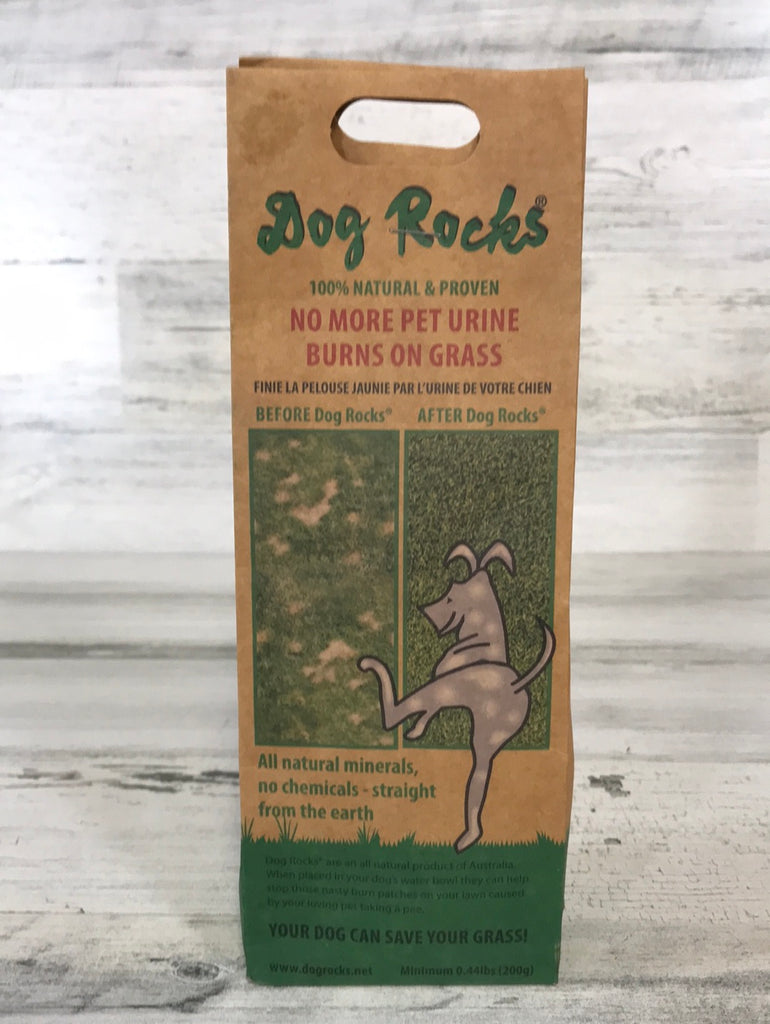 Dog Rocks®
100% NATURAL & PROVEN
NO MORE PET URINE
BURNS ON GRASS
FINIE LA PELOUSE JAUNIE PAR L'URINE DE VOTRE CHIEN
BEFORE Dog Rocks® AFTER Dog Rocks®
All natural minerals,
no chemicals - straight
from the earth
Dog Rocks® are an all natural product of Australia.
When placed in your dog's water bowl they can help
stop those nasty burn patches on your lawn caused
by your loving pet taking a pee.
YOUR DOG CAN SAVE YOUR GRASS!
www.dogrocks.net Minimum 0.44lbs (200g)